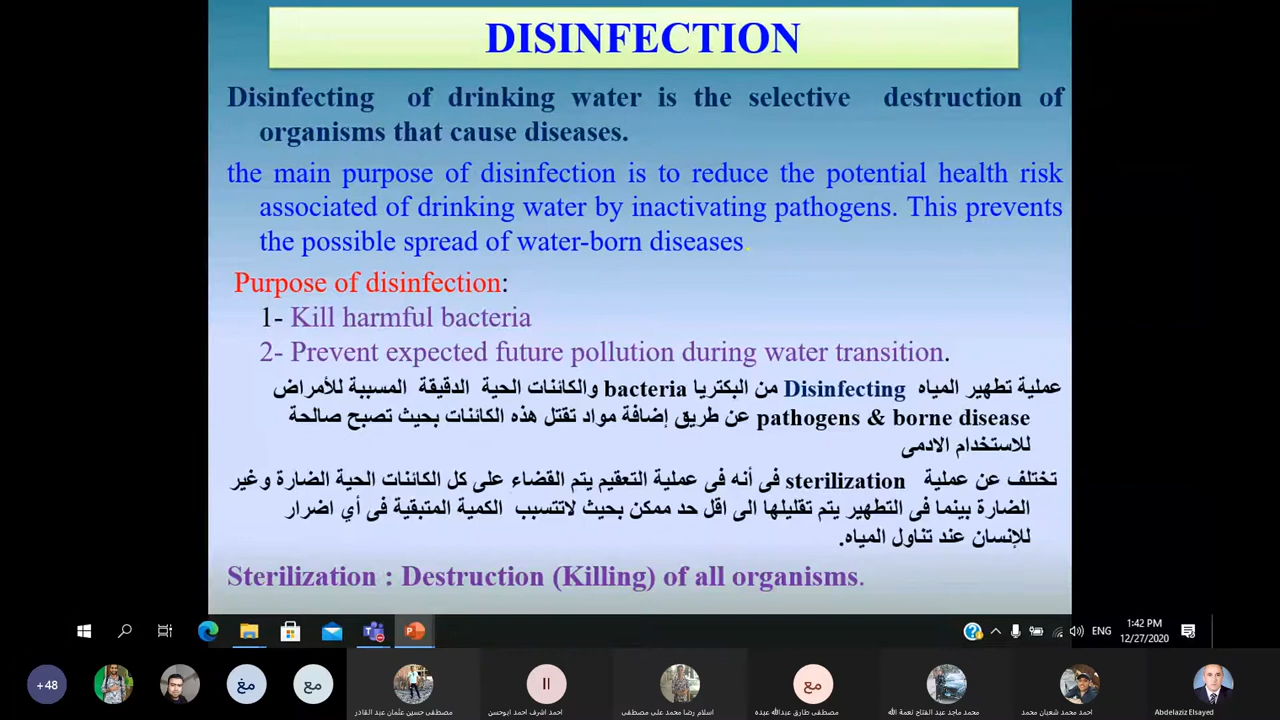 DISINFECTION
Disinfecting of drinking water is the selective destruction of
organisms that cause diseases.
the main purpose of disinfection is to reduce the potential health risk
associated of drinking water by inactivating pathogens. This prevents
the possible spread of water-born diseases.
Purpose of disinfection:
1- Kill harmful bacteria
2- Prevent expected future pollution during water transition.
عملية تطهير المياه Disinfecting من البكتريا bacteria والكائنات الحية الدقيقة المسببة للأمراض
pathogens & borne disease عن طريق إضافة مواد تقتل هذه الكائنات بحيث تصبح صالحة
للاستخدام الادمى
تختلف عن عملية sterilization فى أنه فى عملية التعقيم يتم القضاء على كل الكائنات الحية الضارة وغير
الضارة بينما فى التطهير يتم تقليلها الى اقل حد ممكن بحيث لاتتسبب الكمية المتبقية فى أي اضرار
للإنسان عند تناول المياه.
Sterilization : Destruction (Killing) of all organisms.
ENG
1:42 PM
12/27/2020
+48
مغ
مع
II
مع
مصطفى حسين عثمان عبد القادر
احمد اشرف احمد ابوحسن
اسلام رضا محمد على مصطفى
مصطفى طارق عبدالله عبده
محمد ماجد عبد الفتاح نعمة الله
احمد محمد شعبان محمد
Abdelaziz Elsayed